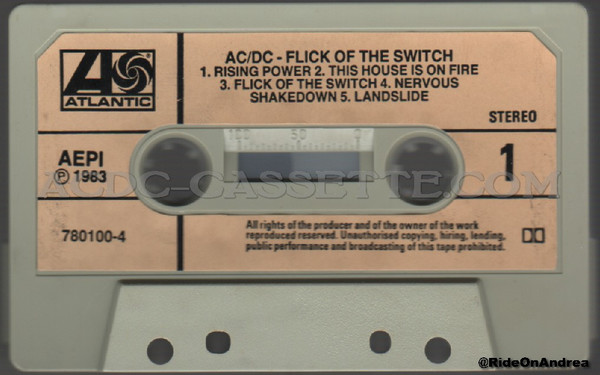 AC/DC - FLICK OF THE SWITCH
1. RISING POWER 2. THIS HOUSE IS ON FIRE
3. FLICK OF THE SWITCH 4. NERVOUS
SHAKEDOWN 5. LANDSLIDE
ATLANTIC
STEREO
100 50
AEPI
1
℗ 1983
ACDC-CASSETTE.COM
780100-4
All rights of the producer and of the owner of the work
reproduced reserved. Unauthorised copying, hiring, lending,
public performance and broadcasting of this tape prohibited.
@RideOnAndrea